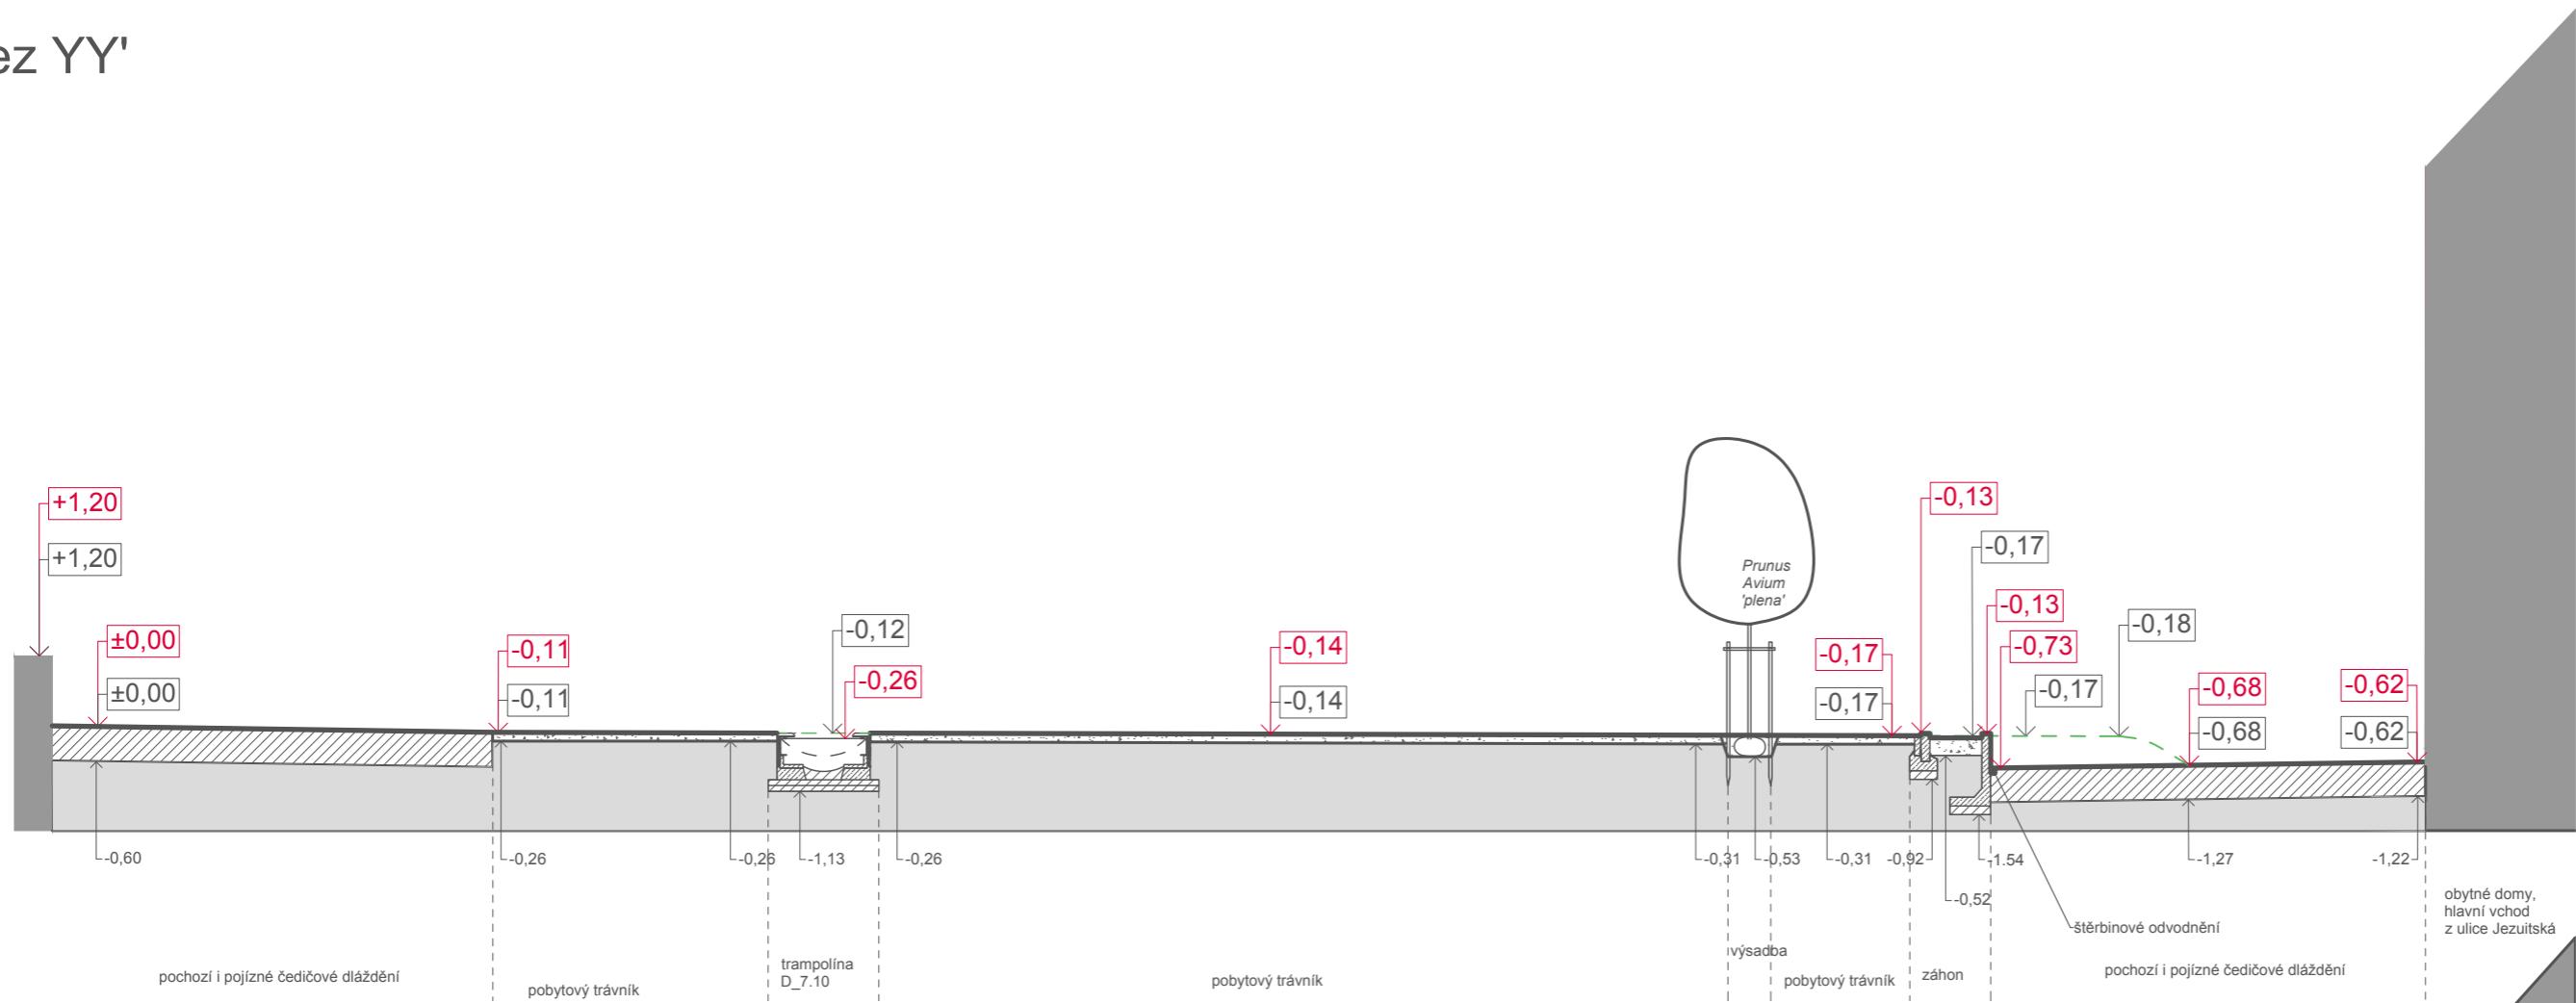 ez YY'
+1,20
+1,20
±0,00
±0,00
-0,11
-0,11
-0,12
-0,26
-0,14
-0,14
Prunus
Avium
'plena'
-0,17
-0,17
-0,13
-0,17
-0,13
-0,73
-0,17
-0,18
-0,68
-0,68
-0,62
-0,62
-0,60
-0,26
-0,26
-1,13
-0,26
-0,31
-0,53
-0,31
-0,92
-0,52
-1.54
-1,27
-1,22
štěrbinové odvodnění
obytné domy,
hlavní vchod
z ulice Jezuitská
pochozí i pojízné čedičové dláždění
pobytový trávník
trampolína
D_7.10
pobytový trávník
výsadba
pobytový trávník
záhon
pochozí i pojízné čedičové dláždění